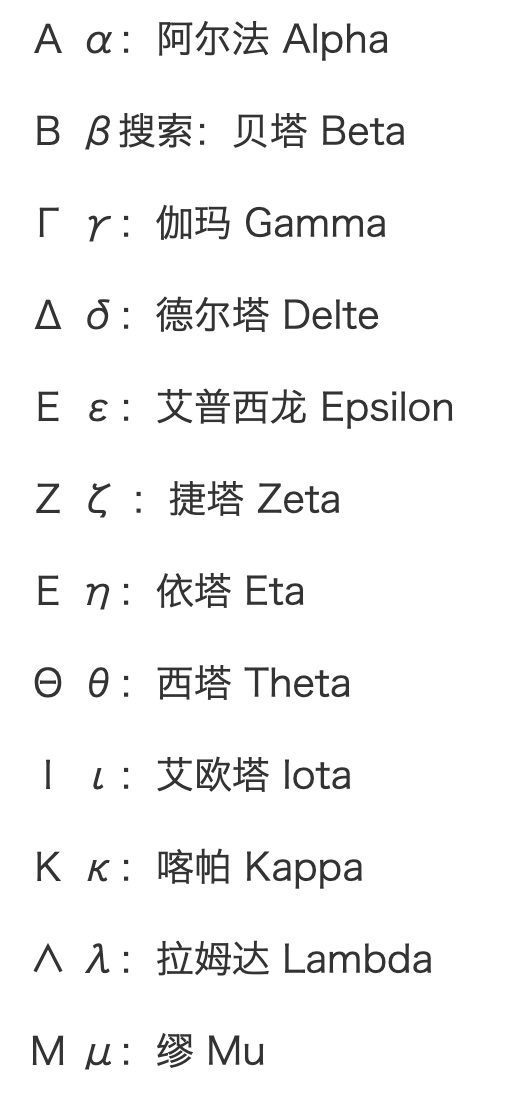 Α α：阿尔法 Alpha
Β β搜索：贝塔 Beta
Γ γ：伽玛 Gamma
Δ δ：德尔塔 Delte
Ε ε：艾普西龙 Epsilon
Ζ ζ ：捷塔 Zeta
Ε η：依塔 Eta
Θ θ：西塔 Theta
Ι ι：艾欧塔 Iota
Κ κ：喀帕 Kappa
∧ λ：拉姆达 Lambda
Μ μ：缪 Mu